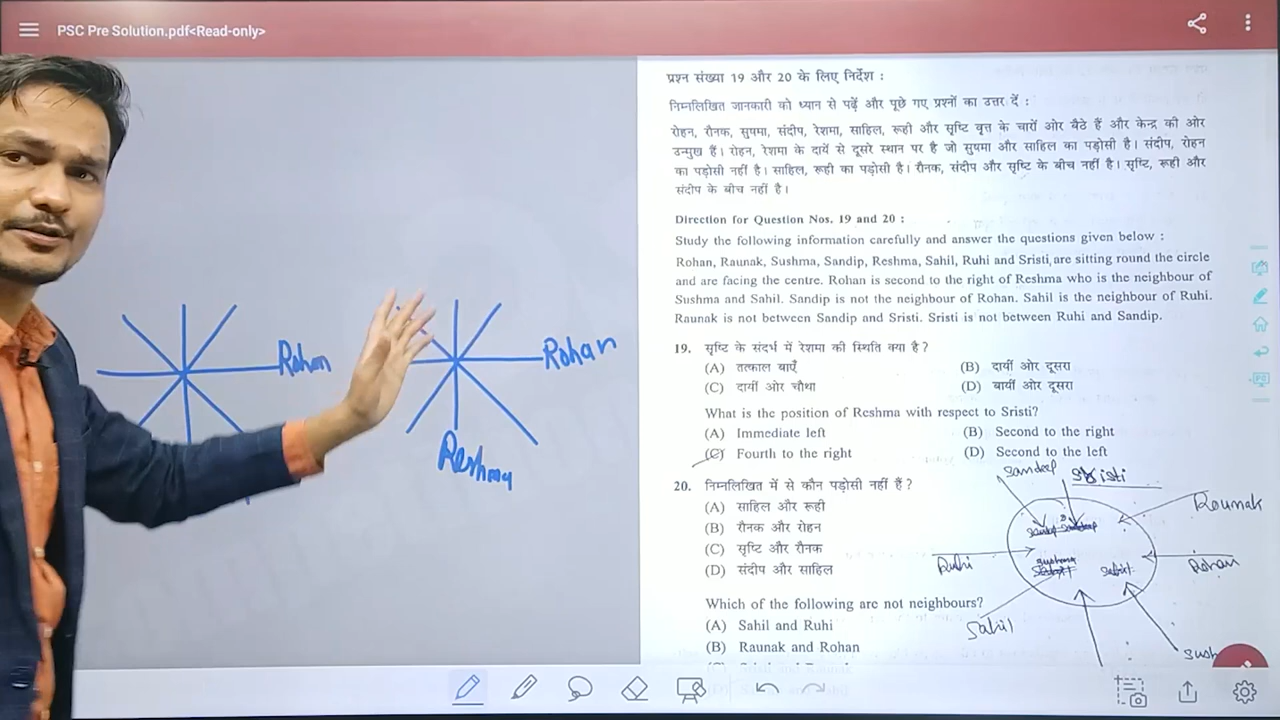 PSC Pre Solution.pdf<Read-only>
प्रश्न संख्या 19 और 20 के लिए निर्देश :
निम्नलिखित जानकारी को ध्यान से पढ़ें और पूछे गए प्रश्नों का उत्तर दें :
रोहन, रौनक, सुषमा, संदीप, रेशमा, साहिल, रूही और सृष्टि वृत्त के चारों ओर बैठे हैं और केन्द्र की ओर
उन्मुख हैं। रोहन, रेशमा के दायें से दूसरे स्थान पर है जो सुषमा और साहिल का पड़ोसी है। संदीप, रोहन
का पड़ोसी नहीं है। साहिल, रूही का पड़ोसी है। रौनक, संदीप और सृष्टि के बीच नहीं है। सृष्टि, रूही और
संदीप के बीच नहीं है।
Direction for Question Nos. 19 and 20 :
Study the following information carefully and answer the questions given below :
Rohan, Raunak, Sushma, Sandip, Reshma, Sahil, Ruhi and Sristi are sitting round the circle
and are facing the centre. Rohan is second to the right of Reshma who is the neighbour of
Sushma and Sahil. Sandip is not the neighbour of Rohan. Sahil is the neighbour of Ruhi.
Raunak is not between Sandip and Sristi. Sristi is not between Ruhi and Sandip.
19. सृष्टि के संदर्भ में रेशमा की स्थिति क्या है ?
(A) तत्काल बाएँ (B) दायीं ओर दूसरा
(C) दायीं ओर चौथा (D) बायीं ओर दूसरा
What is the position of Reshma with respect to Sristi?
(A) Immediate left (B) Second to the right
(C) Fourth to the right (D) Second to the left
20. निम्नलिखित में से कौन पड़ोसी नहीं हैं ?
(A) साहिल और रूही
(B) रौनक और रोहन
(C) सृष्टि और रौनक
(D) संदीप और साहिल
Which of the following are not neighbours?
(A) Sahil and Ruhi
(B) Raunak and Rohan
Rohan
Rohan
Reshma
Sandeep
Sristi
Rounak
Ruhi
Rohan
Sahil
sush